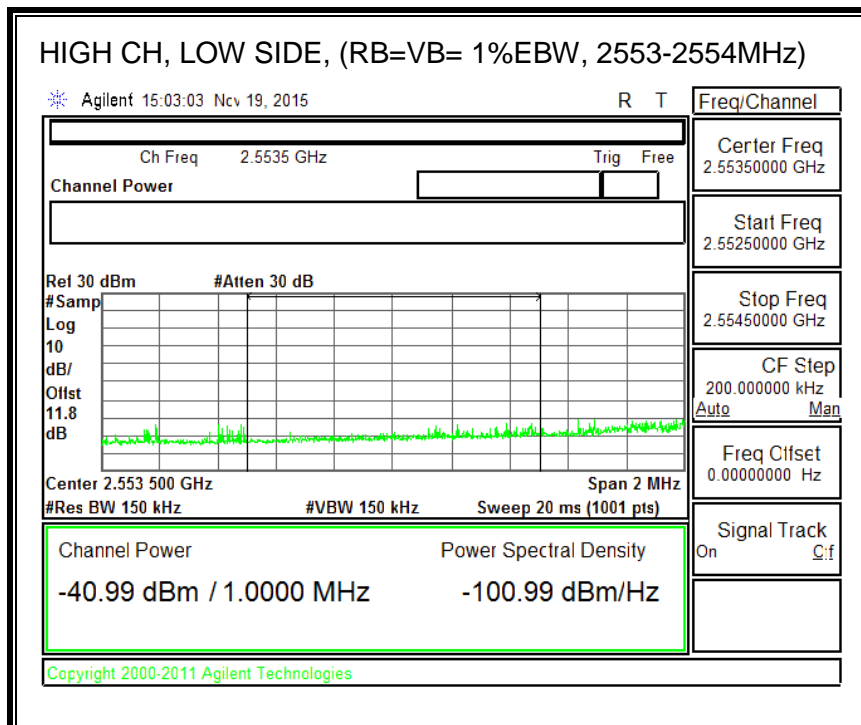 HIGH CH, LOW SIDE, (RB=VB= 1%EBW, 2553-2554MHz)
Agilent 15:03:03 Nov 19, 2015 R T
Freq/Channel
Ch Freq 2.5535 GHz Trig Free
Channel Power
Center Freq
2.55350000 GHz
Start Freq
2.55250000 GHz
Stop Freq
2.55450000 GHz
CF Step
200.000000 kHz
Auto Man
Freq Offset
0.00000000 Hz
Signal Track
On Off
Ref 30 dBm #Atten 30 dB
#Samp
Log
10
dB/
Offst
11.8
dB
Center 2.553 500 GHz Span 2 MHz
#Res BW 150 kHz #VBW 150 kHz Sweep 20 ms (1001 pts)
Channel Power Power Spectral Density
-40.99 dBm / 1.0000 MHz -100.99 dBm/Hz
Copyright 2000-2011 Agilent Technologies